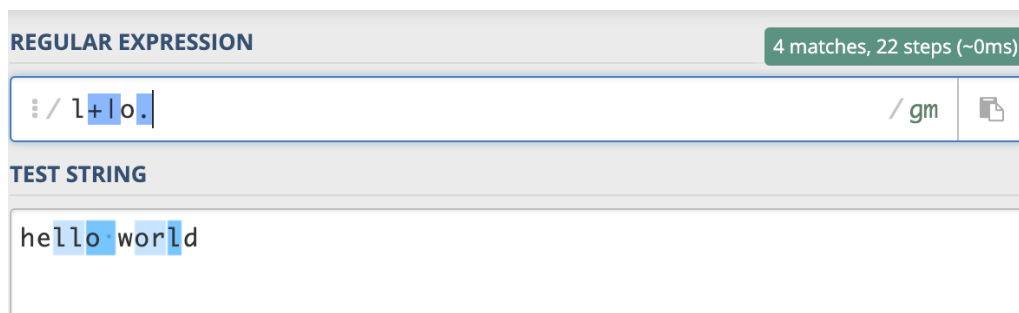 REGULAR EXPRESSION
4 matches, 22 steps (~0ms)
/ l+|o. / gm
TEST STRING
hello·world